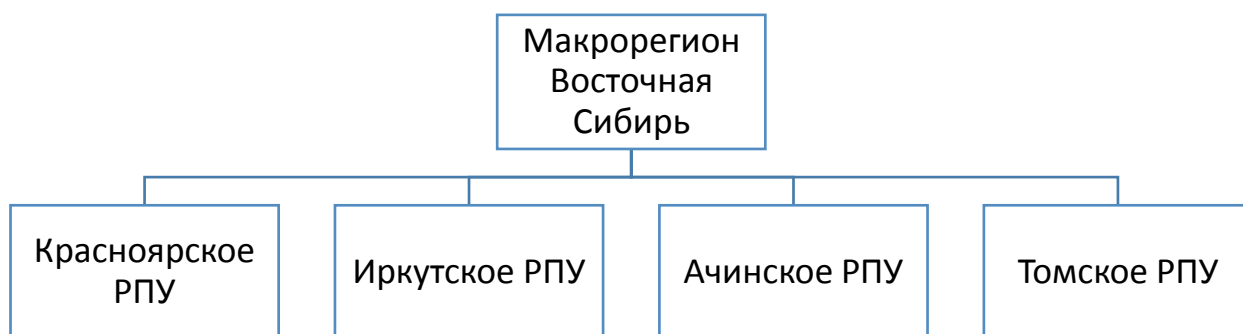 Макрорегион
Восточная
Сибирь
Красноярское
РПУ
Иркутское РПУ
Ачинское РПУ
Томское РПУ